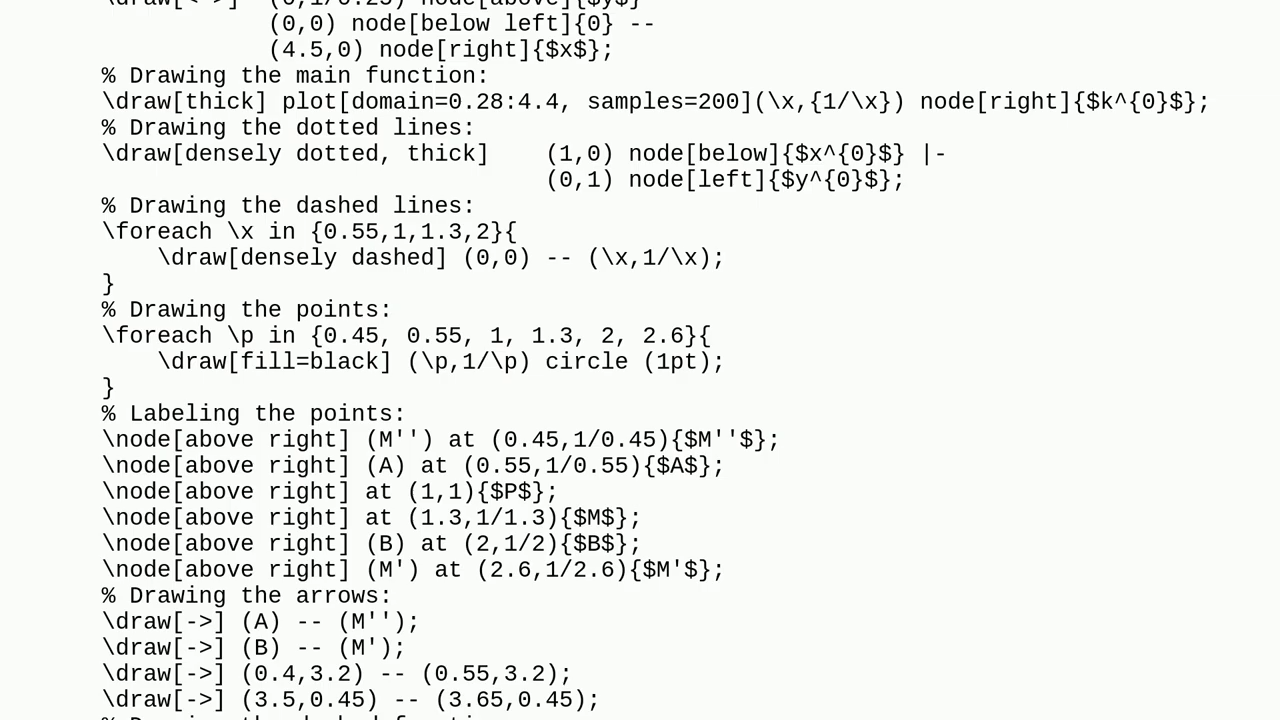 \draw[<->] (0,1/0.25) node[above]{$y$}
(0,0) node[below left]{0} --
(4.5,0) node[right]{$x$};
% Drawing the main function:
\draw[thick] plot[domain=0.28:4.4, samples=200](\x,{1/\x}) node[right]{$k^{0}$};
% Drawing the dotted lines:
\draw[densely dotted, thick]    (1,0) node[below]{$x^{0}$} |-
(0,1) node[left]{$y^{0}$};
% Drawing the dashed lines:
\foreach \x in {0.55,1,1.3,2}{
\draw[densely dashed] (0,0) -- (\x,1/\x);
}
% Drawing the points:
\foreach \p in {0.45, 0.55, 1, 1.3, 2, 2.6}{
\draw[fill=black] (\p,1/\p) circle (1pt);
}
% Labeling the points:
\node[above right] (M'') at (0.45,1/0.45){$M''$};
\node[above right] (A) at (0.55,1/0.55){$A$};
\node[above right] at (1,1){$P$};
\node[above right] at (1.3,1/1.3){$M$};
\node[above right] (B) at (2,1/2){$B$};
\node[above right] (M') at (2.6,1/2.6){$M'$};
% Drawing the arrows:
\draw[->] (A) -- (M'');
\draw[->] (B) -- (M');
\draw[->] (0.4,3.2) -- (0.55,3.2);
\draw[->] (3.5,0.45) -- (3.65,0.45);